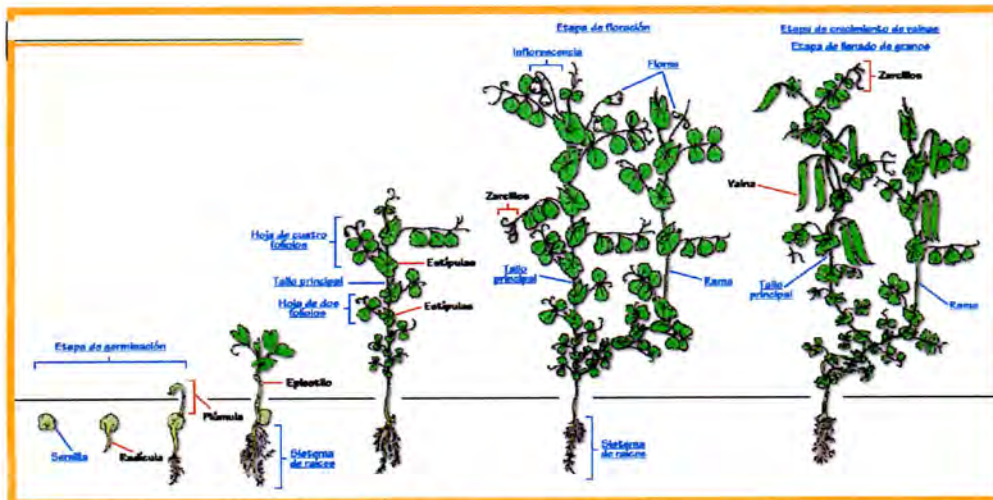 Etapa de floración
Etapa de crecimiento de vainas
Etapa de llenado de granos
Inflorescencia
Flores
Zarcillos
Vaina
Zarcillos
Hoja de cuatro
foliolos
Estípulas
Tallo principal
Tallo
principal
Rama
Tallo
principal
Rama
Hoja de dos
foliolos
Estípulas
Etapa de germinación
Epicotilo
Plúmula
Semilla
Radícula
Sistema
de raíces
Sistema
de raíces